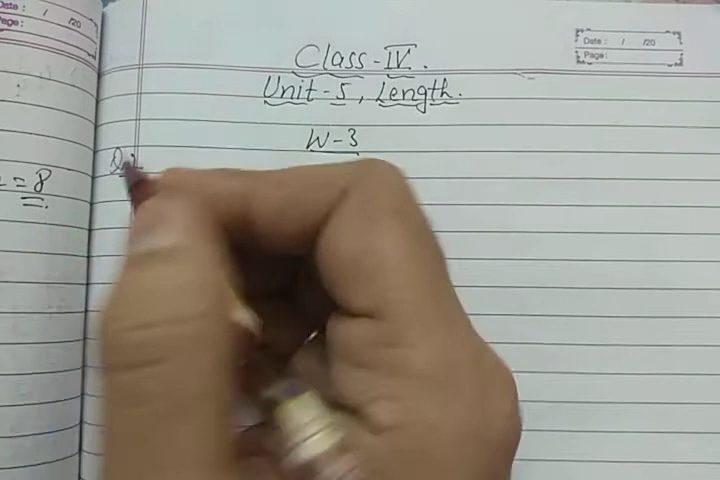 Date : / /20
Page:
= 8
Class - IV.
Unit - 5, Length.
W - 3
Date : / /20
Page: